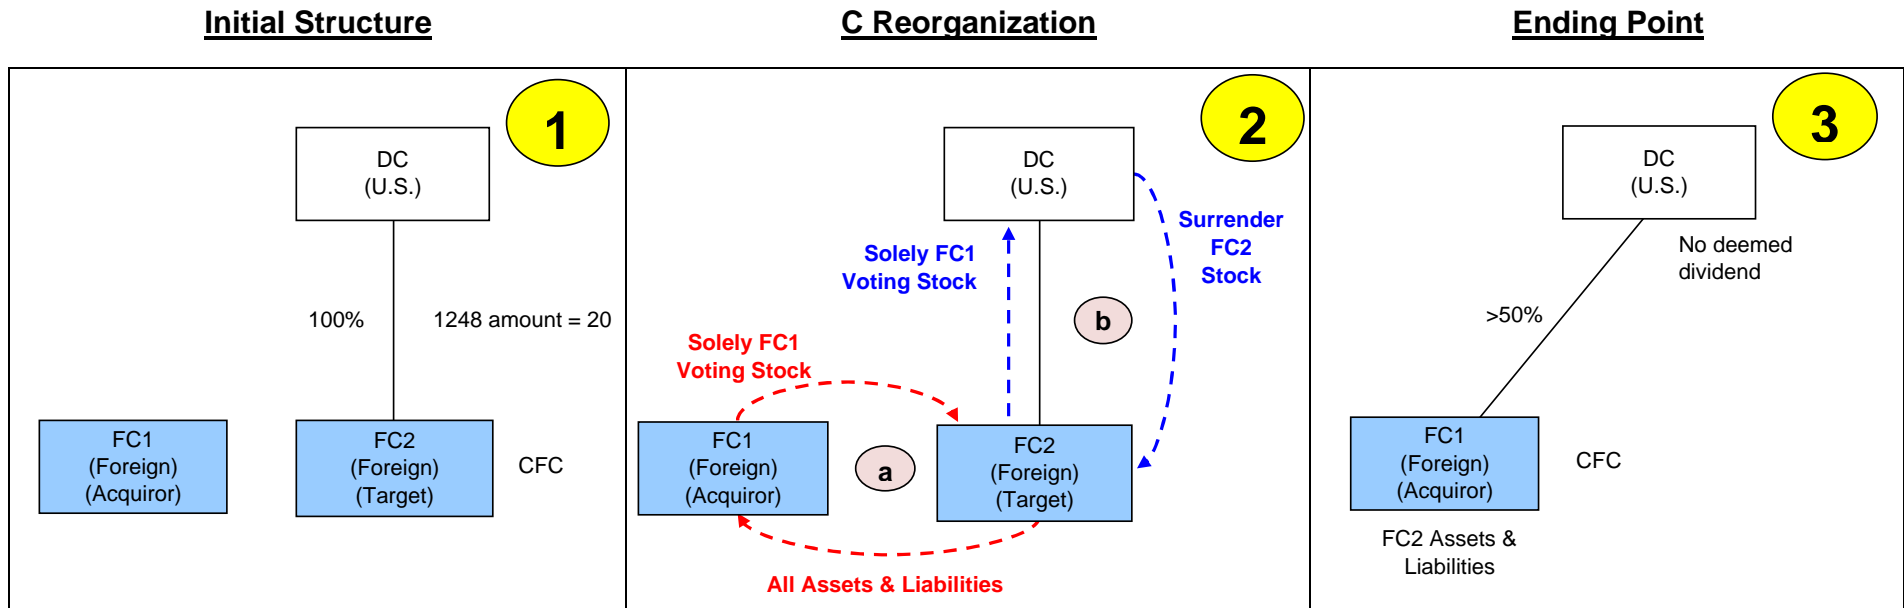 Initial Structure
C Reorganization
Ending Point
1
DC
(U.S.)
100%
1248 amount = 20
FC1
(Foreign)
(Acquiror)
FC2
(Foreign)
(Target)
CFC
2
DC
(U.S.)
Surrender
FC2
Stock
Solely FC1
Voting Stock
b
Solely FC1
Voting Stock
FC1
(Foreign)
(Acquiror)
a
FC2
(Foreign)
(Target)
All Assets & Liabilities
3
DC
(U.S.)
No deemed
dividend
>50%
FC1
(Foreign)
(Acquiror)
CFC
FC2 Assets &
Liabilities